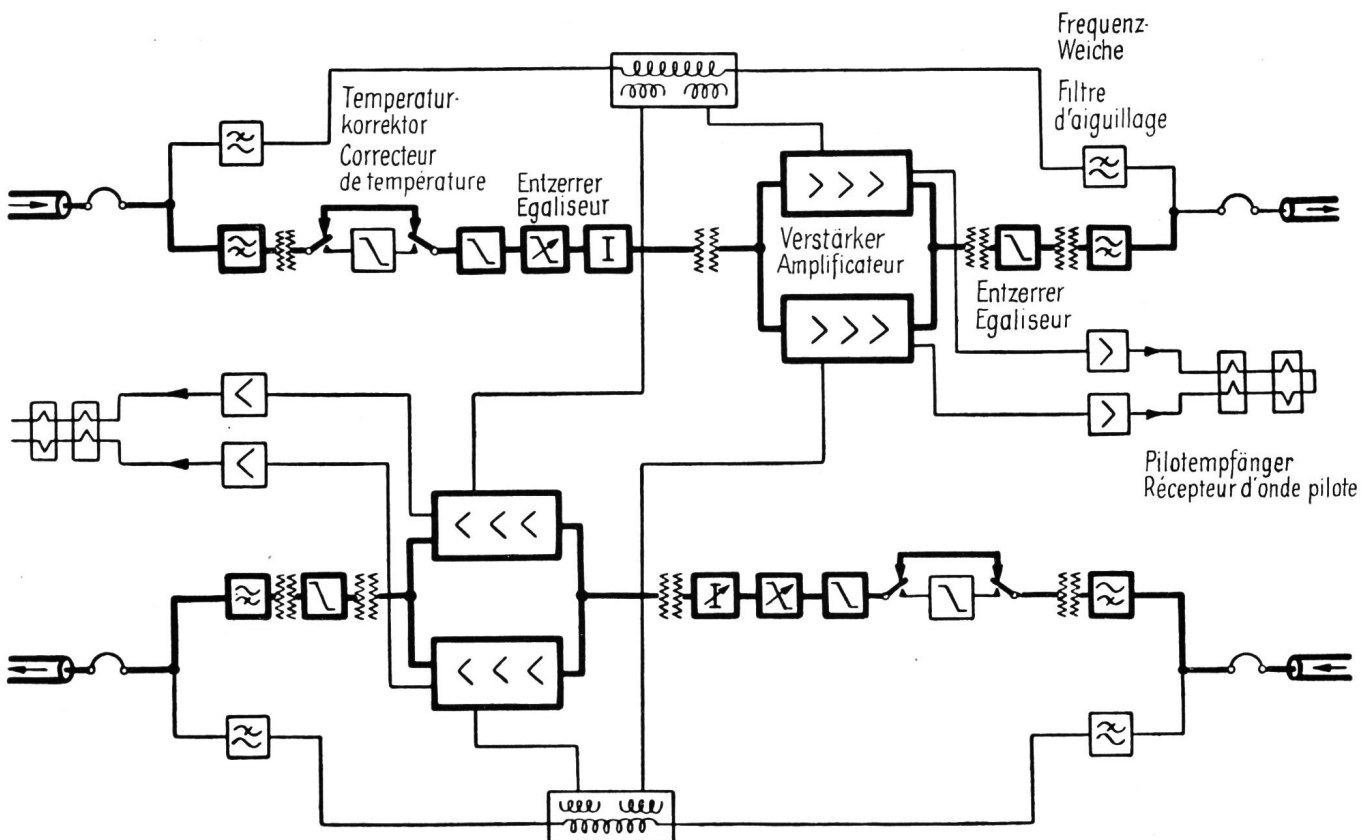 Frequenz-
Weiche
Filtre
d'aiguillage
Temperatur-
korrektor
Correcteur
de température
Entzerrer
Egaliseur
I
Verstärker
Amplificateur
Entzerrer
Egaliseur
Pilotempfänger
Récepteur d'onde pilote
I